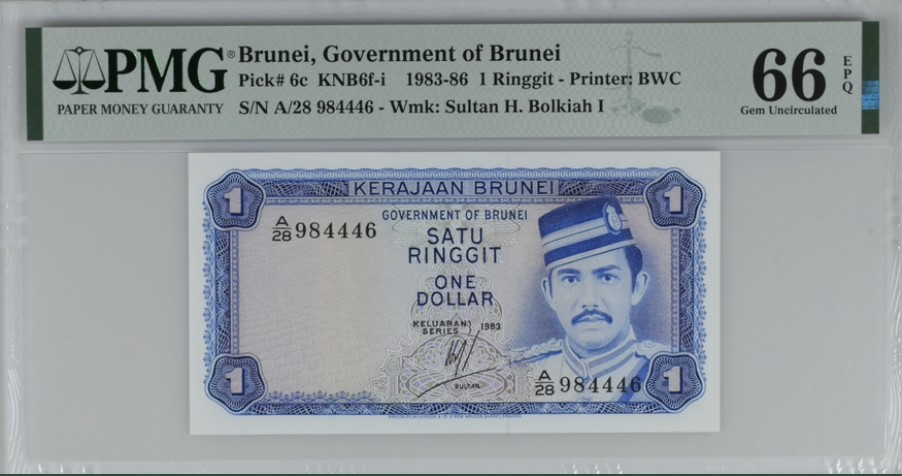 PMG®
PAPER MONEY GUARANTY
Brunei, Government of Brunei
Pick# 6c KNB6f-i 1983-86 1 Ringgit - Printer: BWC
S/N A/28 984446 - Wmk: Sultan H. Bolkiah I
66
EPQ
Gem Uncirculated
1
KERAJAAN BRUNEI
1
GOVERNMENT OF BRUNEI
A/28 984446
SATU
RINGGIT
ONE
DOLLAR
KELUARAN
SERIES
1983
SULTAN
1
A/28 984446
1